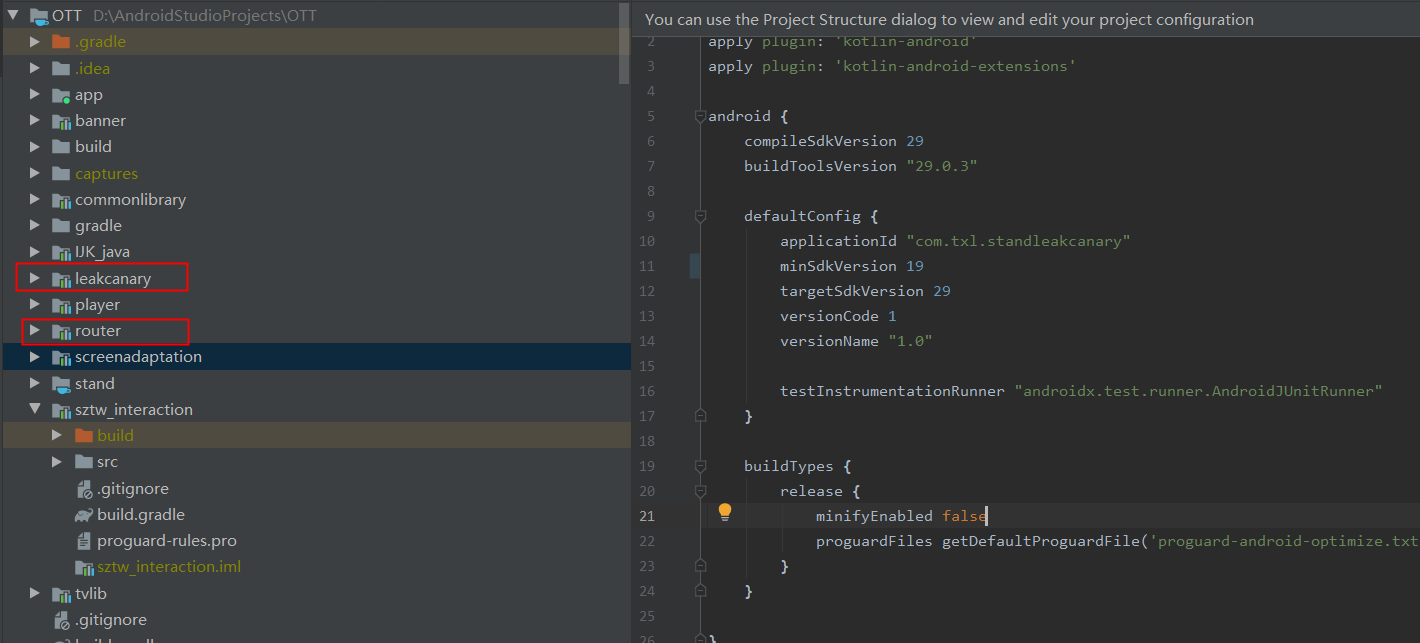 OTT D:\AndroidStudioProjects\OTT
.gradle
.idea
app
banner
build
captures
commonlibrary
gradle
IJK_java
leakcanary
player
router
screenadaptation
stand
sztw_interaction
build
src
.gitignore
build.gradle
proguard-rules.pro
sztw_interaction.iml
tvlib
.gitignore
You can use the Project Structure dialog to view and edit your project configuration
2 apply plugin: 'kotlin-android'
3 apply plugin: 'kotlin-android-extensions'
4
5 android {
6 compileSdkVersion 29
7 buildToolsVersion "29.0.3"
8
9 defaultConfig {
10 applicationId "com.txl.standleakcanary"
11 minSdkVersion 19
12 targetSdkVersion 29
13 versionCode 1
14 versionName "1.0"
15
16 testInstrumentationRunner "androidx.test.runner.AndroidJUnitRunner"
17 }
18
19 buildTypes {
20 release {
21 minifyEnabled false
22 proguardFiles getDefaultProguardFile('proguard-android-optimize.txt
23 }
24 }
25
26 }